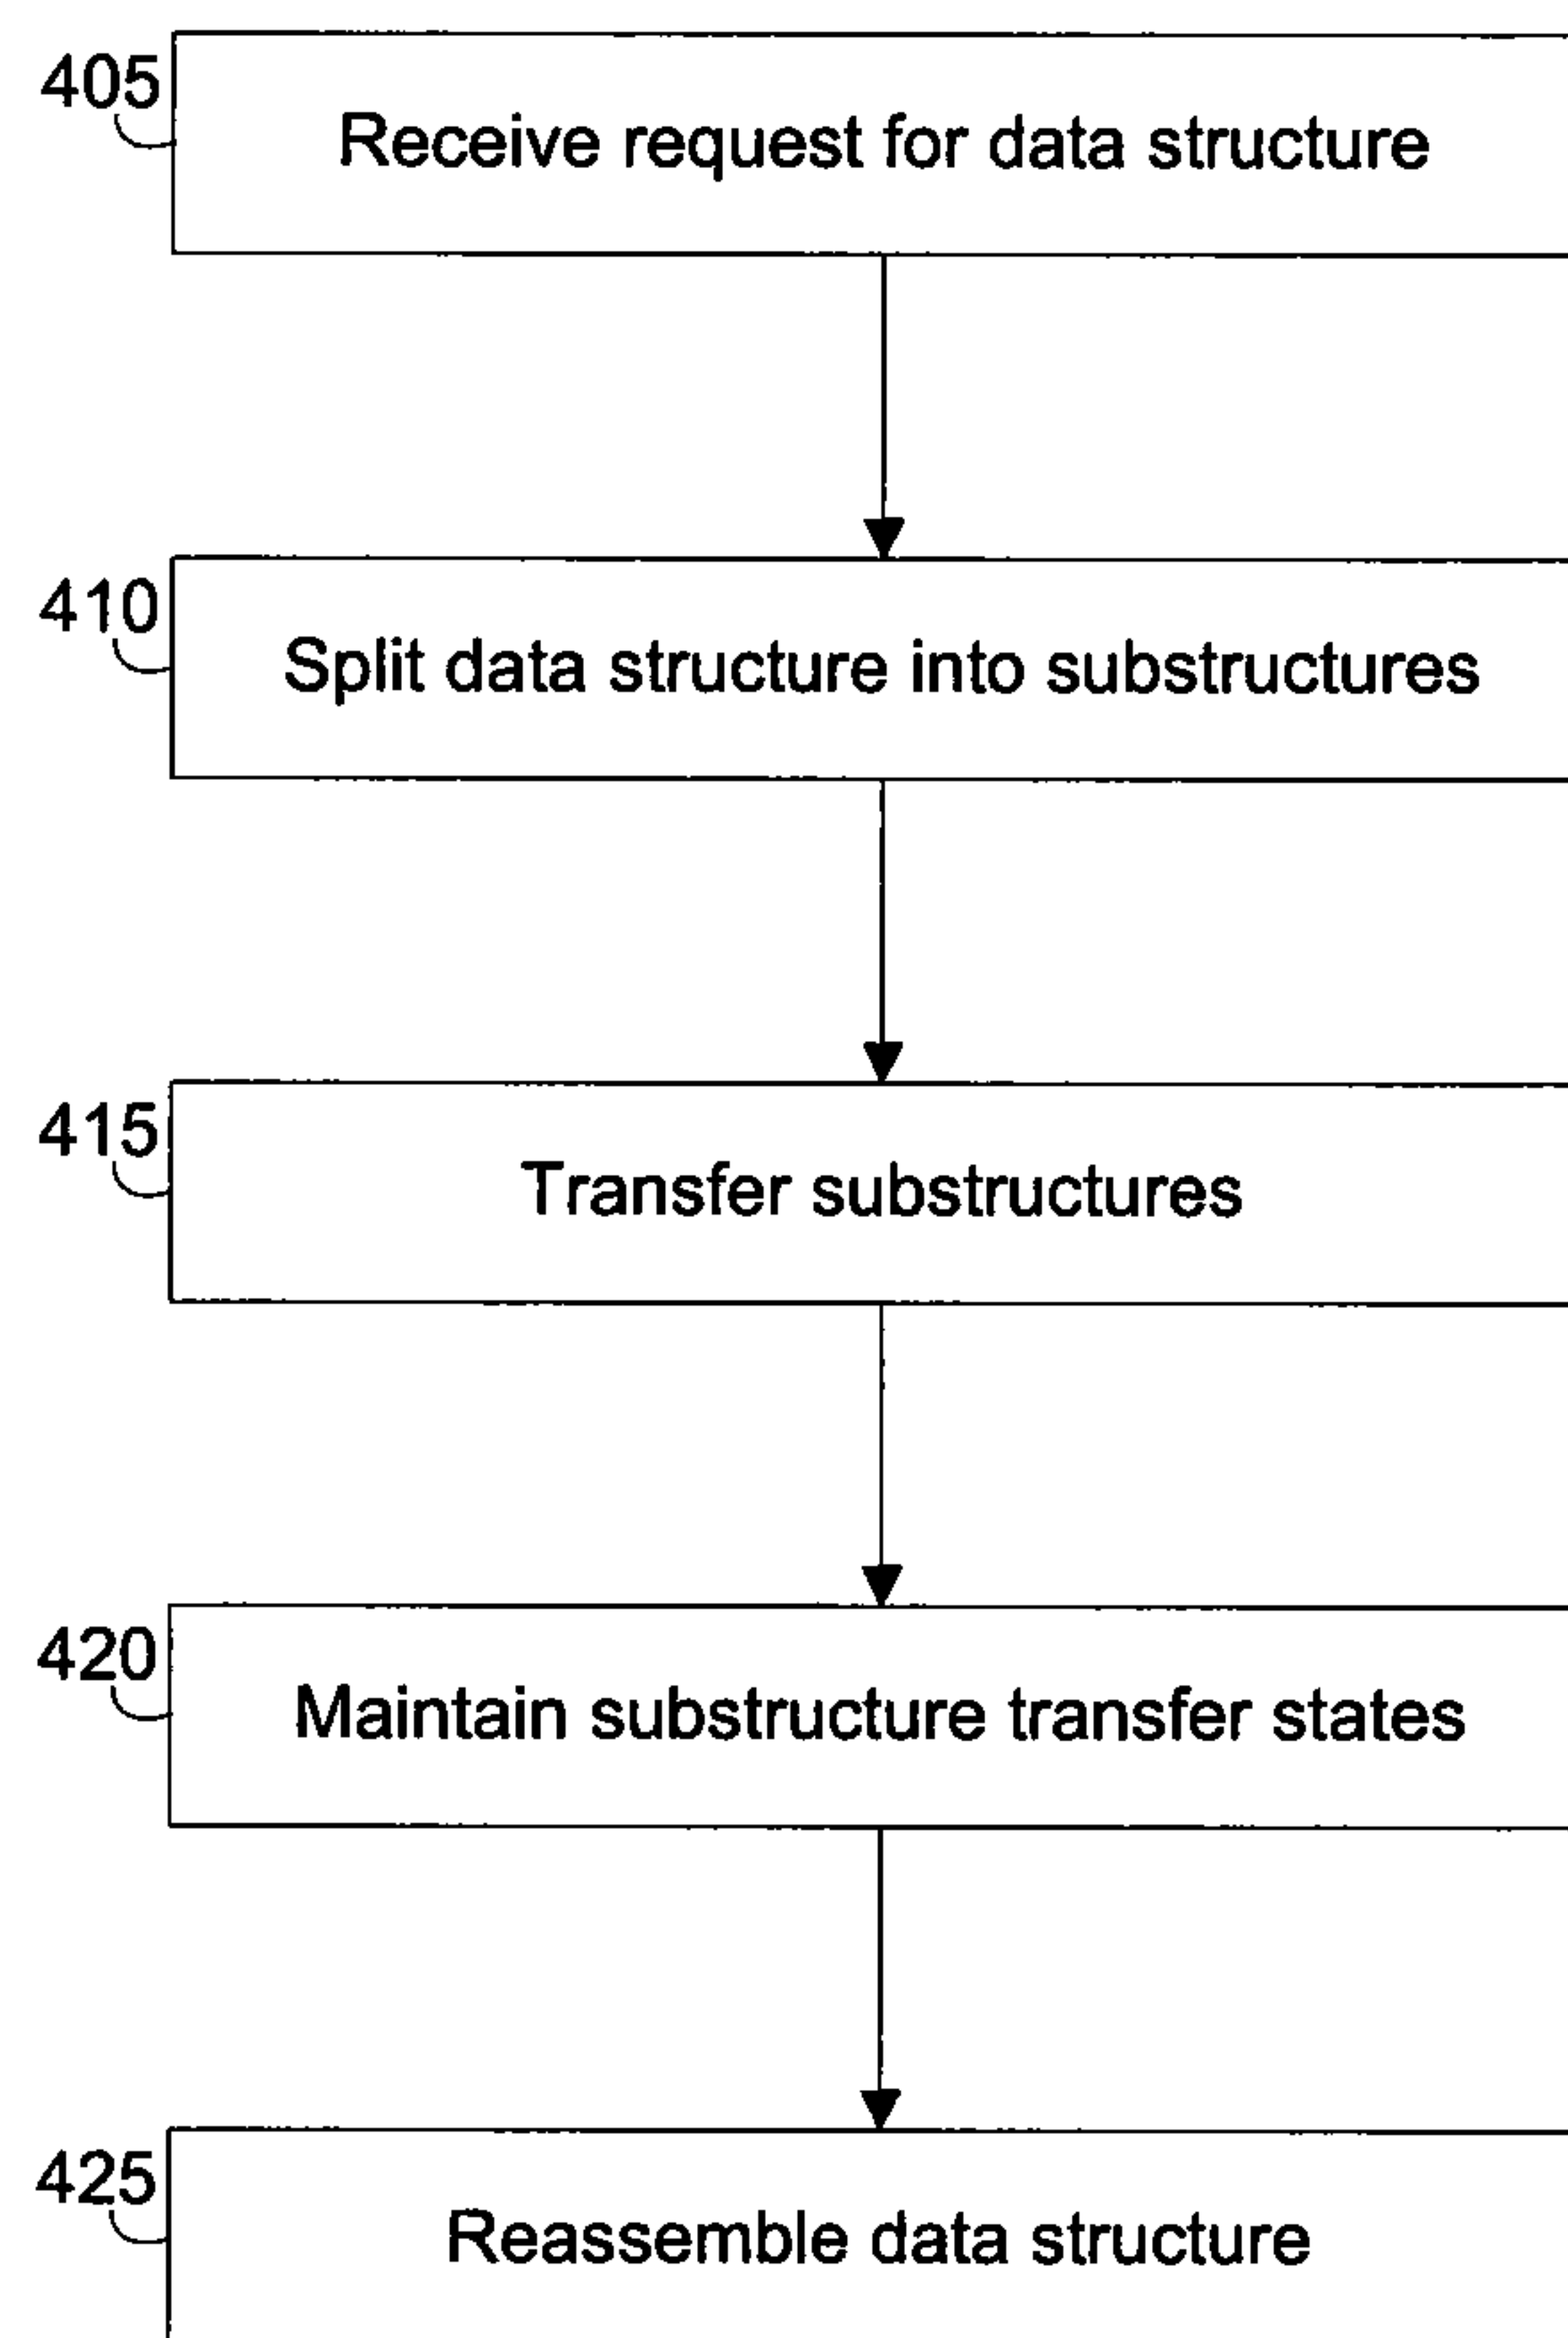 405
Receive request for data structure
410
Split data structure into substructures
415
Transfer substructures
420
Maintain substructure transfer states
425
Reassemble data structure